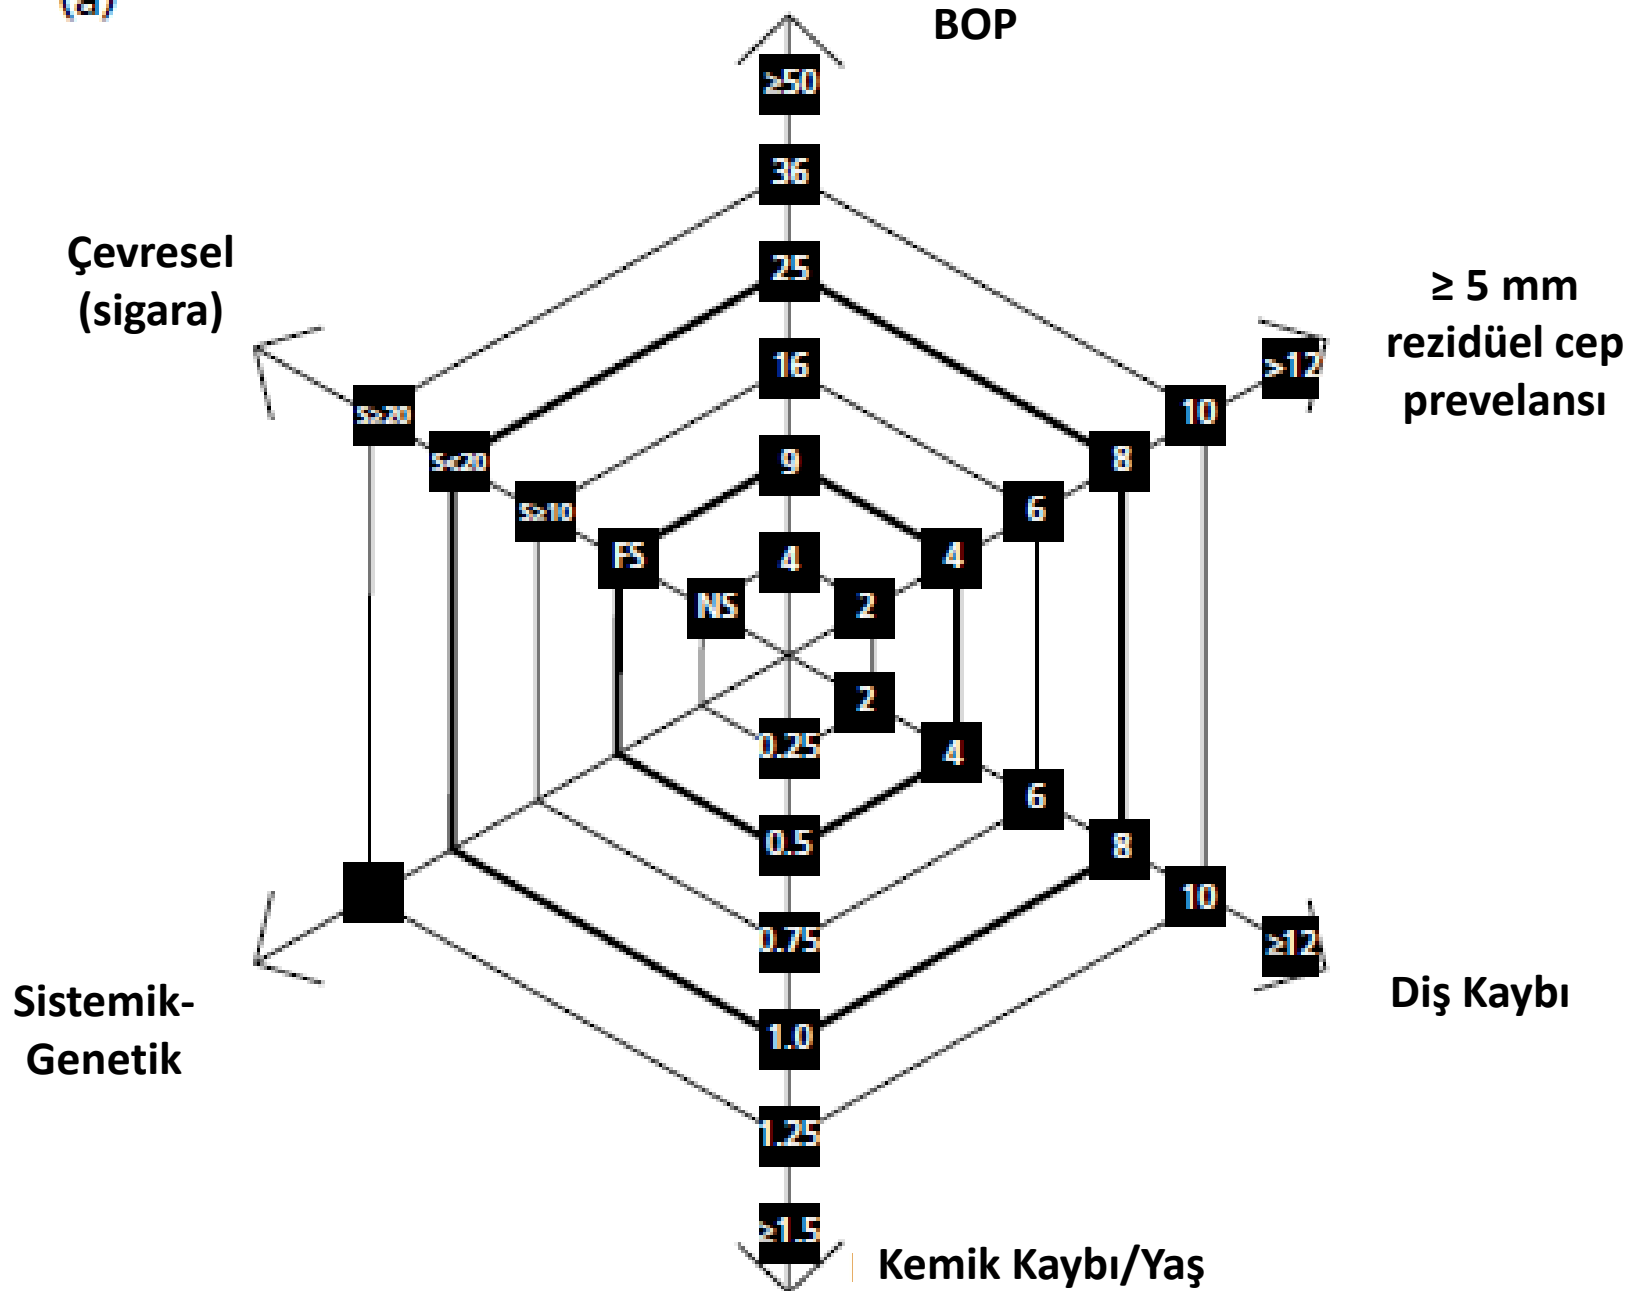 (a)
BOP
≥50
36
25
16
9
4
≥ 5 mm
rezidüel cep
prevelansı
2
4
6
8
10
>12
Diş Kaybı
2
4
6
8
10
≥12
Kemik Kaybı/Yaş
0.25
0.5
0.75
1.0
1.25
≥1.5
Sistemik-
Genetik
Çevresel
(sigara)
NS
FS
S≥10
S<20
S≥20